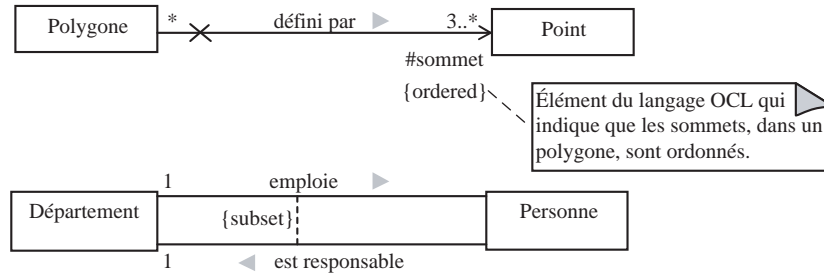 Polygone
*
défini par
3..*
Point
#sommet
{ordered}
Élément du langage OCL qui
indique que les sommets, dans un
polygone, sont ordonnés.
1
emploie
Département
{subset}
Personne
1
est responsable